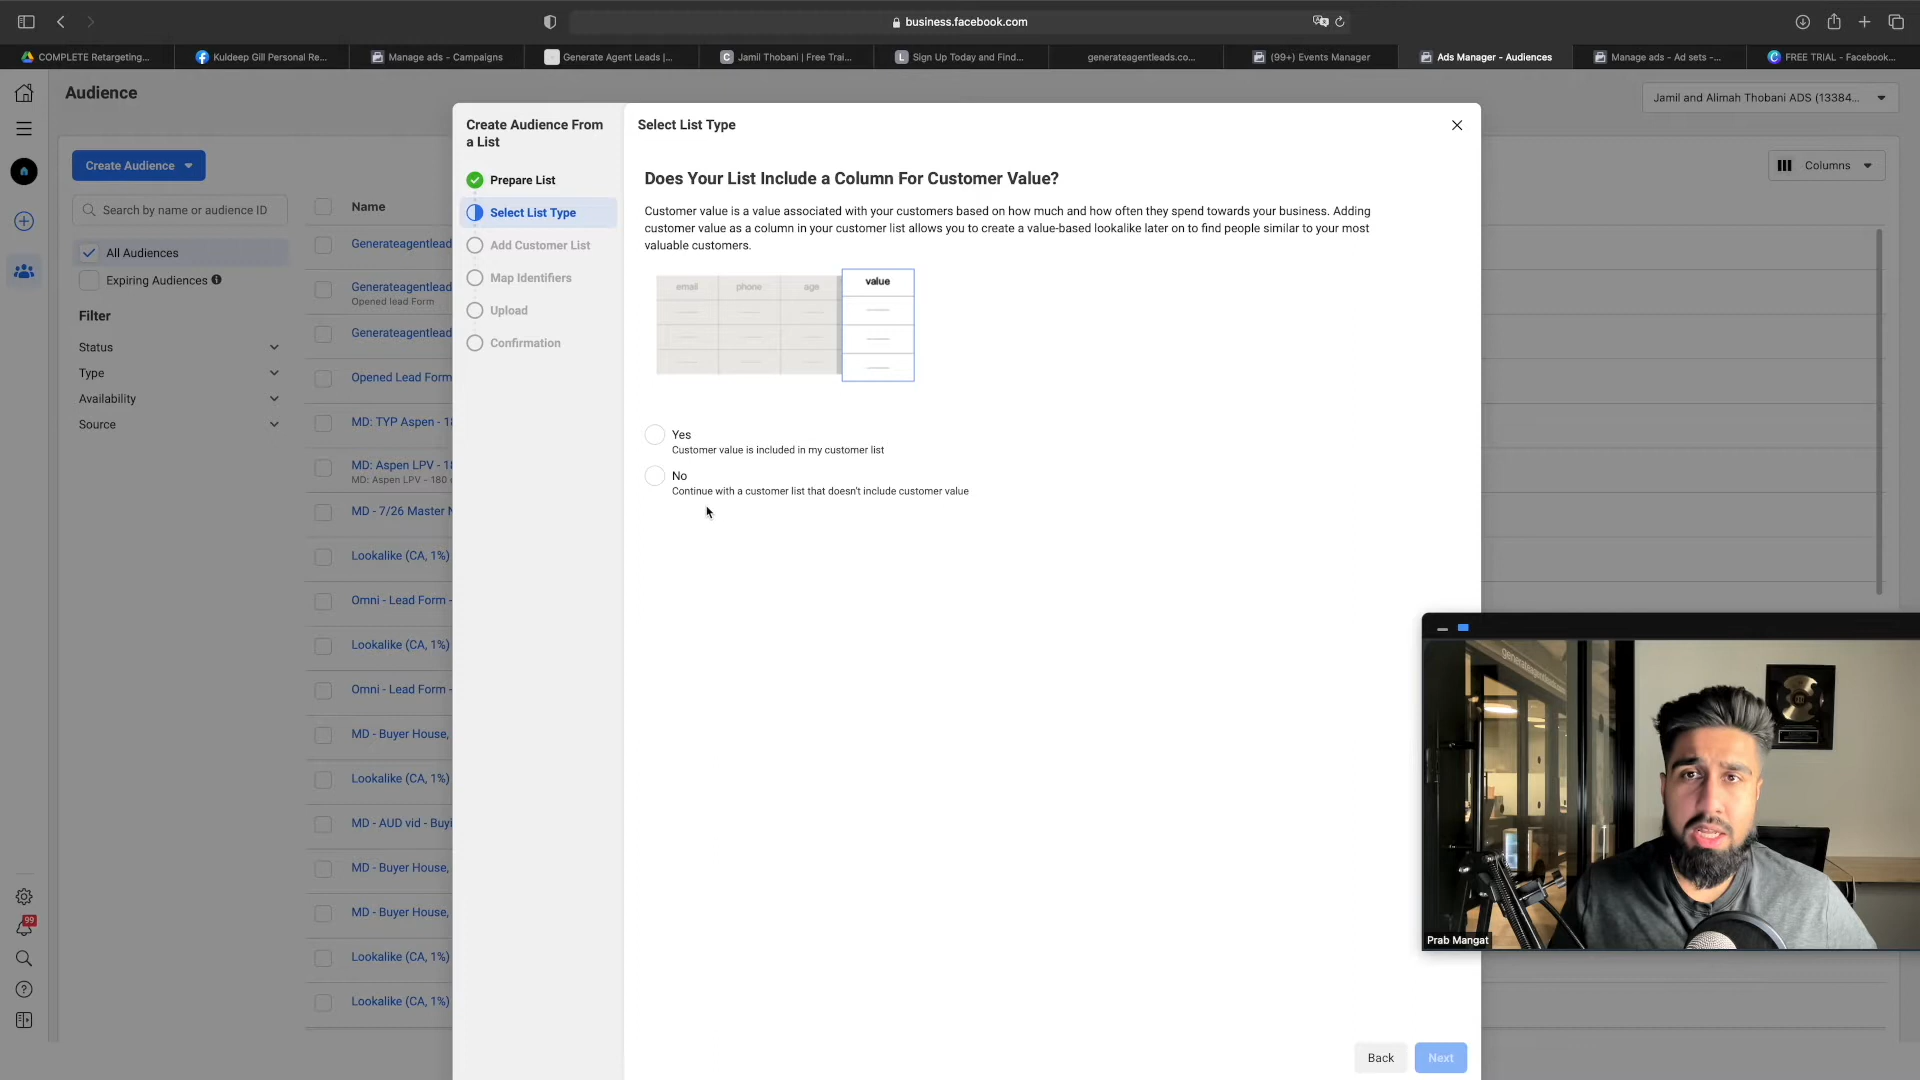 business.facebook.com
COMPLETE Retargeting...
Kuldeep Gill Personal Re...
Manage ads - Campaigns
Generate Agent Leads |...
Jamil Thobani | Free Trai...
Sign Up Today and Find...
generateagentleads.co...
(99+) Events Manager
Ads Manager - Audiences
Manage ads - Ad sets -...
FREE TRIAL - Facebook...
Audience
Jamil and Alimah Thobani ADS (13384...
Create Audience
Columns
Search by name or audience ID
All Audiences
Expiring Audiences
Filter
Status
Type
Availability
Source
99
Name
Generateagentlead
Generateagentlead
Opened lead Form
Generateagentlead
Opened Lead Form
MD: TYP Aspen - 1
MD: Aspen LPV - 1
MD: Aspen LPV - 180
MD - 7/26 Master
Lookalike (CA, 1%)
Omni - Lead Form -
Lookalike (CA, 1%)
Omni - Lead Form -
MD - Buyer House,
Lookalike (CA, 1%)
MD - AUD vid - Buyi
MD - Buyer House,
MD - Buyer House,
Lookalike (CA, 1%)
Lookalike (CA, 1%)
Create Audience From
a List
Prepare List
Select List Type
Add Customer List
Map Identifiers
Upload
Confirmation
Select List Type
Does Your List Include a Column For Customer Value?
Customer value is a value associated with your customers based on how much and how often they spend towards your business. Adding
customer value as a column in your customer list allows you to create a value-based lookalike later on to find people similar to your most
valuable customers.
email phone age value
Yes
Customer value is included in my customer list
No
Continue with a customer list that doesn't include customer value
Back
Next
generateagentleads.com
Prab Mangat